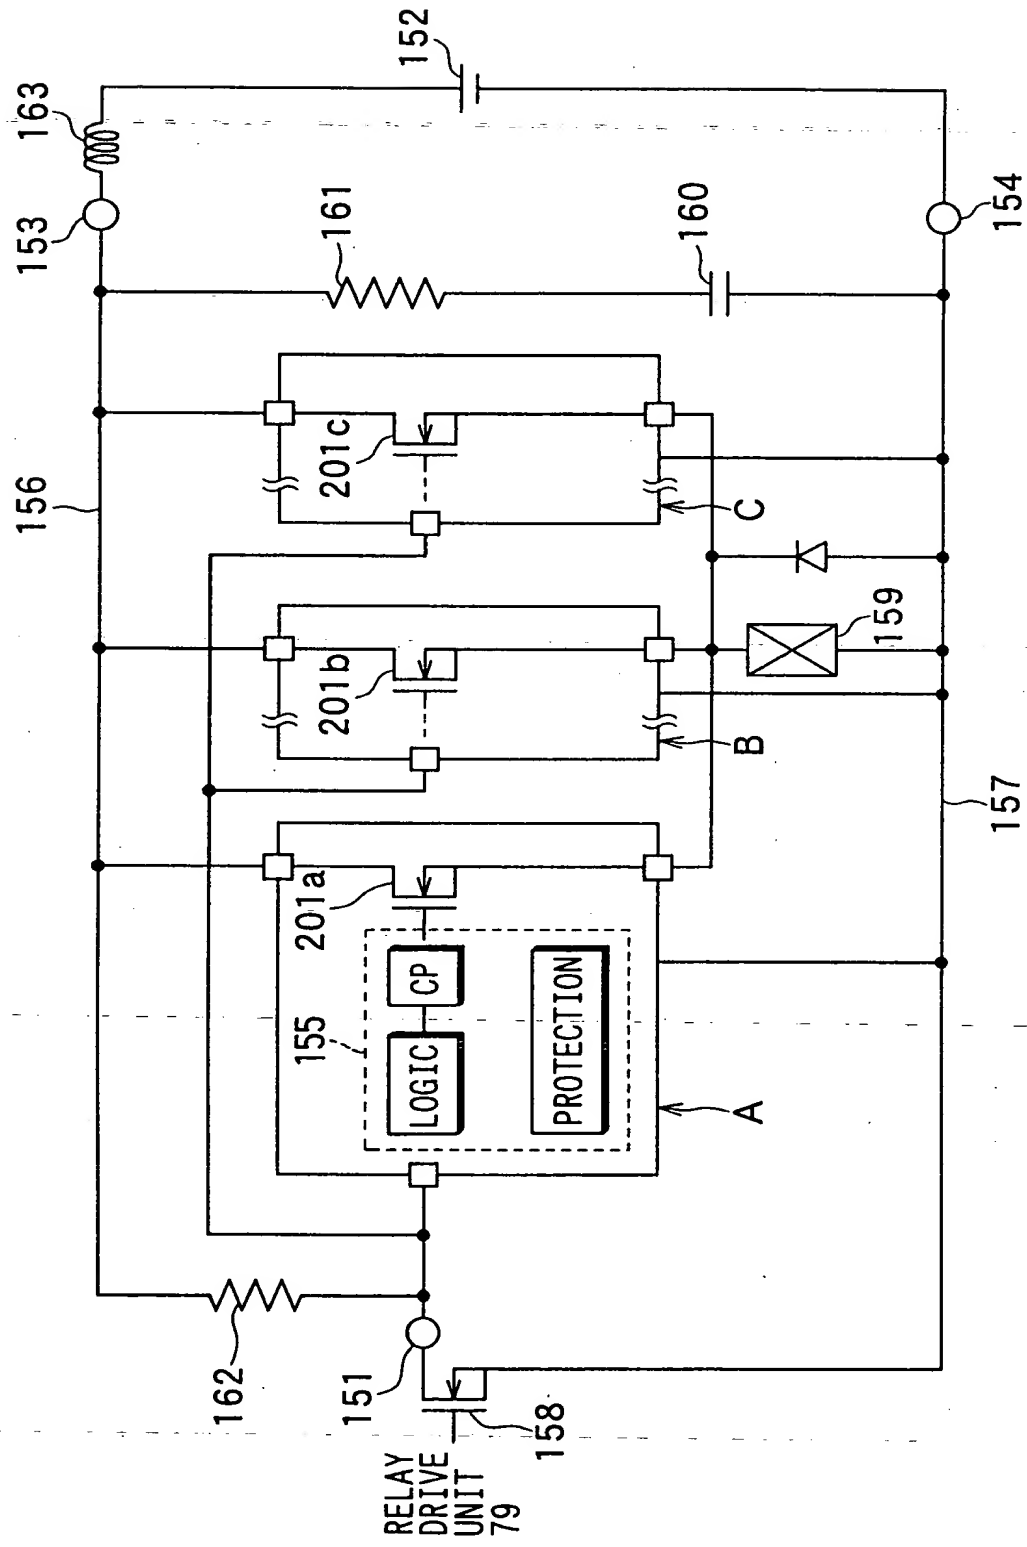 156
153
163
152
162
151
155
LOGIC
CP
PROTECTION
201a
201b
201c
161
160
RELAY
DRIVE
UNIT
79
158
A
B
C
159
157
154